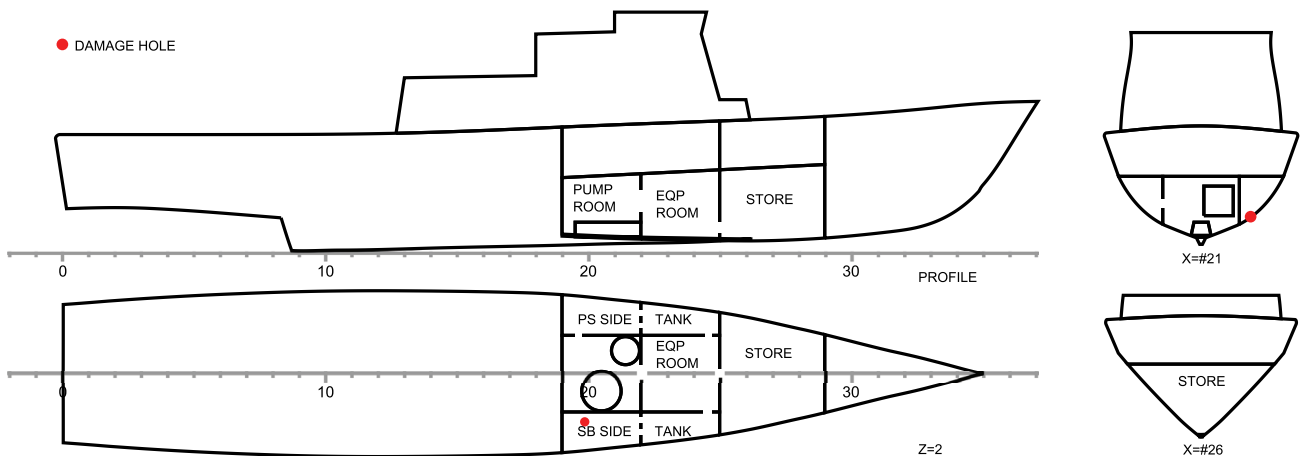 DAMAGE HOLE
PUMP
ROOM
EQP
ROOM
STORE
0
10
20
30
PROFILE
X=#21
PS SIDE
TANK
EQP
ROOM
STORE
0
10
20
30
SB SIDE
TANK
Z=2
STORE
X=#26